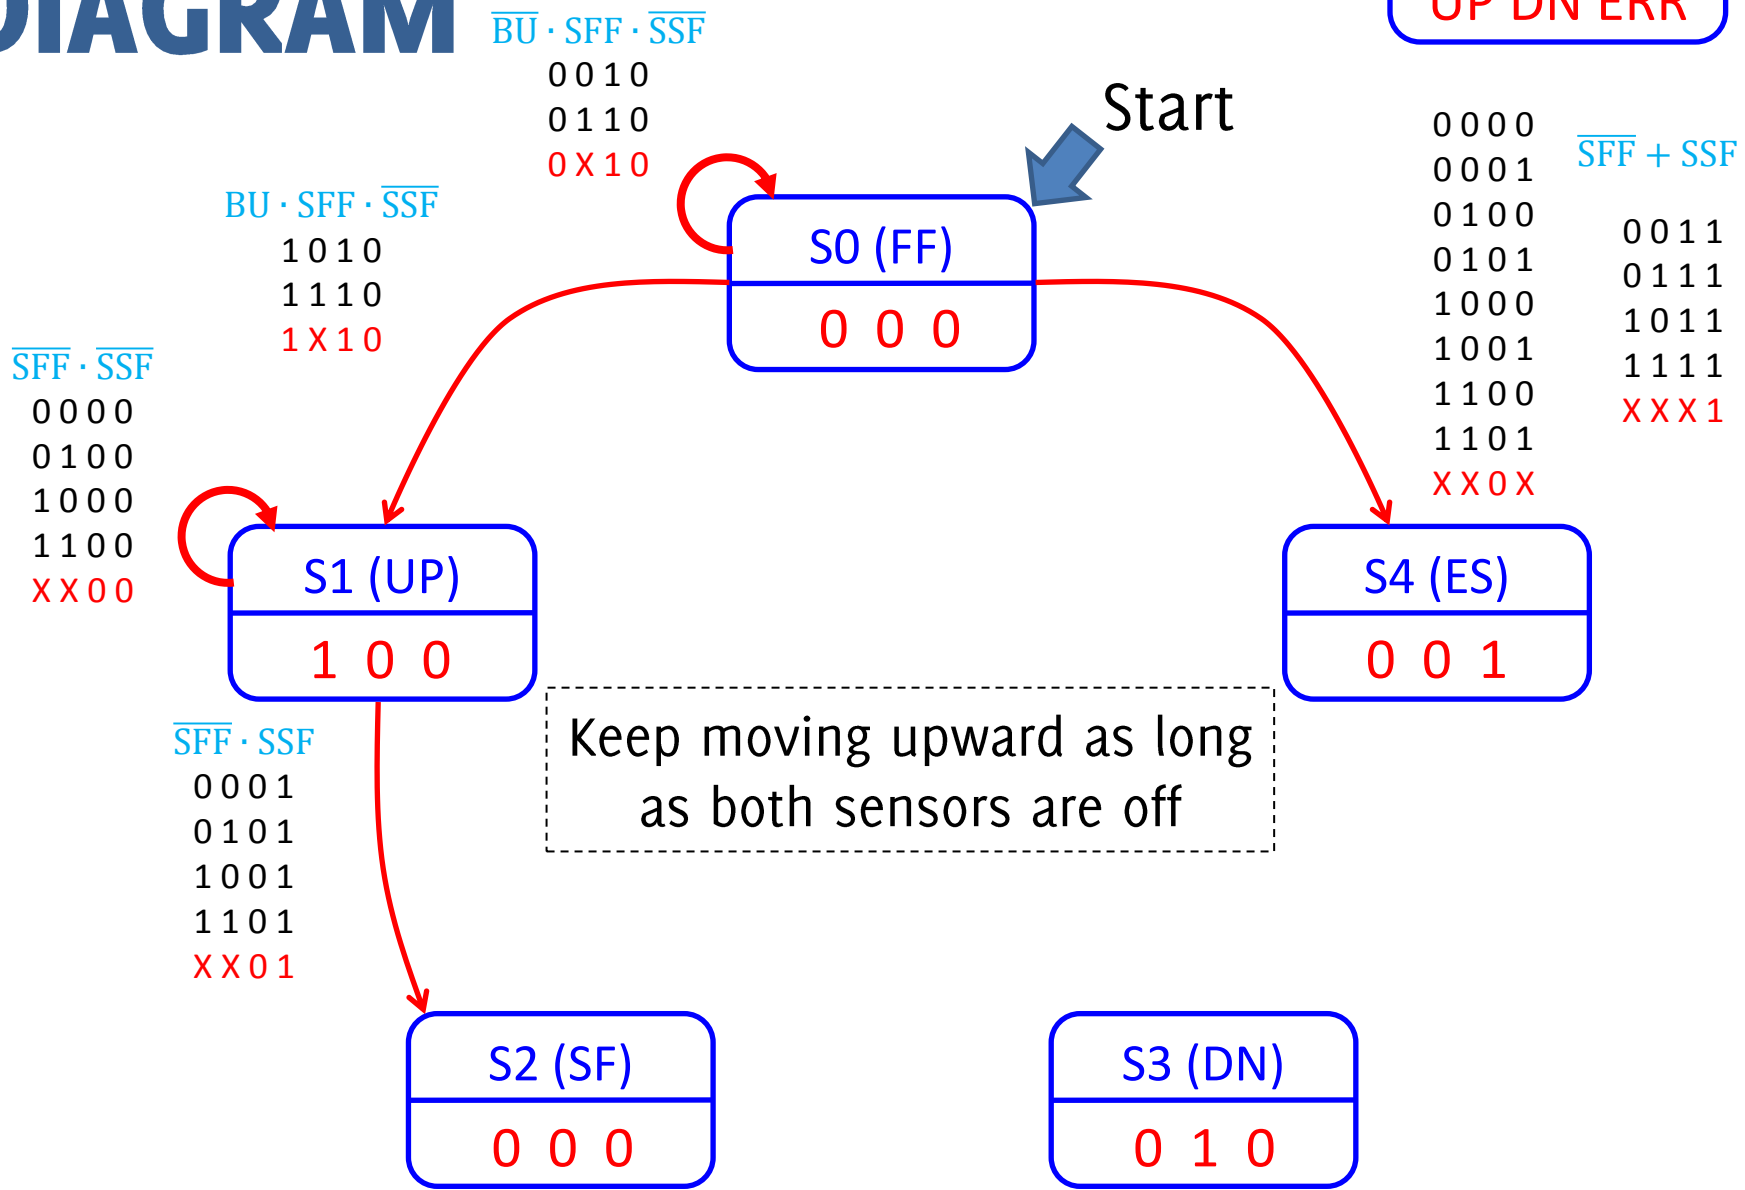 DIAGRAM
UP DN ERR
B̅U̅ · SFF · S̅S̅F̅
0 0 1 0
0 1 1 0
0 X 1 0
Start
BU · SFF · S̅S̅F̅
1 0 1 0
1 1 1 0
1 X 1 0
S0 (FF)
0 0 0
0 0 0 0
0 0 0 1
0 1 0 0
0 1 0 1
1 0 0 0
1 0 0 1
1 1 0 0
1 1 0 1
X X 0 X
S̅F̅F̅ + SSF
0 0 1 1
0 1 1 1
1 0 1 1
1 1 1 1
X X X 1
S̅F̅F̅ · S̅S̅F̅
0 0 0 0
0 1 0 0
1 0 0 0
1 1 0 0
X X 0 0
S1 (UP)
1 0 0
S4 (ES)
0 0 1
Keep moving upward as long
as both sensors are off
S̅F̅F̅ · SSF
0 0 0 1
0 1 0 1
1 0 0 1
1 1 0 1
X X 0 1
S2 (SF)
0 0 0
S3 (DN)
0 1 0